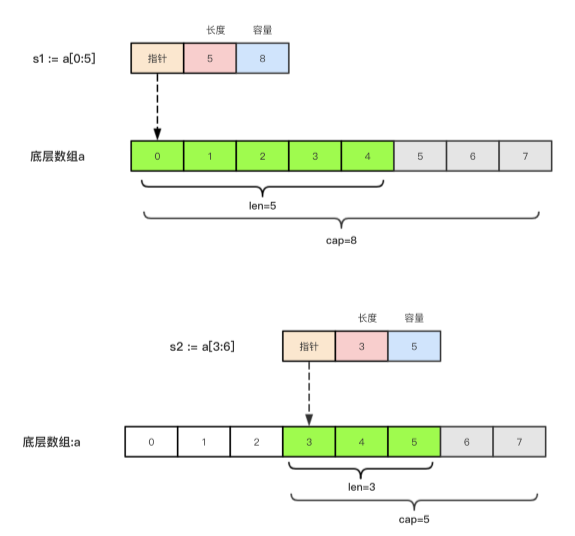 长度 容量
s1 := a[0:5] 指针 5 8
底层数组a 0 1 2 3 4 5 6 7
len=5
cap=8
长度 容量
s2 := a[3:6] 指针 3 5
底层数组:a 0 1 2 3 4 5 6 7
len=3
cap=5